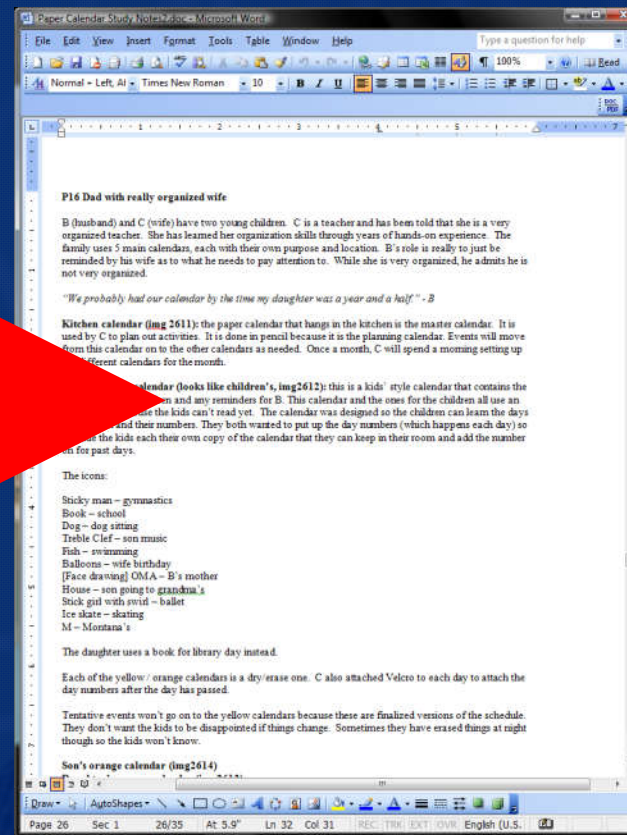 Paper Calendar Study Notes2.doc - Microsoft Word
File Edit View Insert Format Tools Table Window Help Type a question for help
100% Read
Normal + Left, Al Times New Roman 10 B I U
1 2 3 4 5 7
P16 Dad with really organized wife
B (husband) and C (wife) have two young children. C is a teacher and has been told that she is a very
organized teacher. She has learned her organization skills through years of hands-on experience. The
family uses 5 main calendars, each with their own purpose and location. B's role is really to just be
reminded by his wife as to what he needs to pay attention to. While she is very organized, he admits he is
not very organized.
"We probably had our calendar by the time my daughter was a year and a half." - B
Kitchen calendar (img 2611): the paper calendar that hangs in the kitchen is the master calendar. It is
used by C to plan out activities. It is done in pencil because it is the planning calendar. Events will move
from this calendar on to the other calendars as needed. Once a month, C will spend a morning setting up
different calendars for the month.
calendar (looks like children's, img2612): this is a kids' style calendar that contains the
and any reminders for B. This calendar and the ones for the children all use an
the kids can't read yet. The calendar was designed so the children can learn the days
and their numbers. They both wanted to put up the day numbers (which happens each day) so
the kids each their own copy of the calendar that they can keep in their room and add the number
on for past days.
The icons:
Sticky man – gymnastics
Book – school
Dog – dog sitting
Treble Clef – son music
Fish – swimming
Balloons – wife birthday
[Face drawing] OMA – B's mother
House – son going to grandma's
Stick girl with swirl – ballet
Ice skate – skating
M – Montana's
The daughter uses a book for library day instead.
Each of the yellow / orange calendars is a dry/erase one. C also attached Velcro to each day to attach the
day numbers after the day has passed.
Tentative events won't go on to the yellow calendars because these are finalized versions of the schedule.
They don't want the kids to be disappointed if things change. Sometimes they have erased things at night
though so the kids won't know.
Son's orange calendar (img2614)
Draw AutoShapes
Page 26 Sec 1 26/35 At 5.9" Ln 32 Col 31 REC TRK EXT OVR English (U.S.